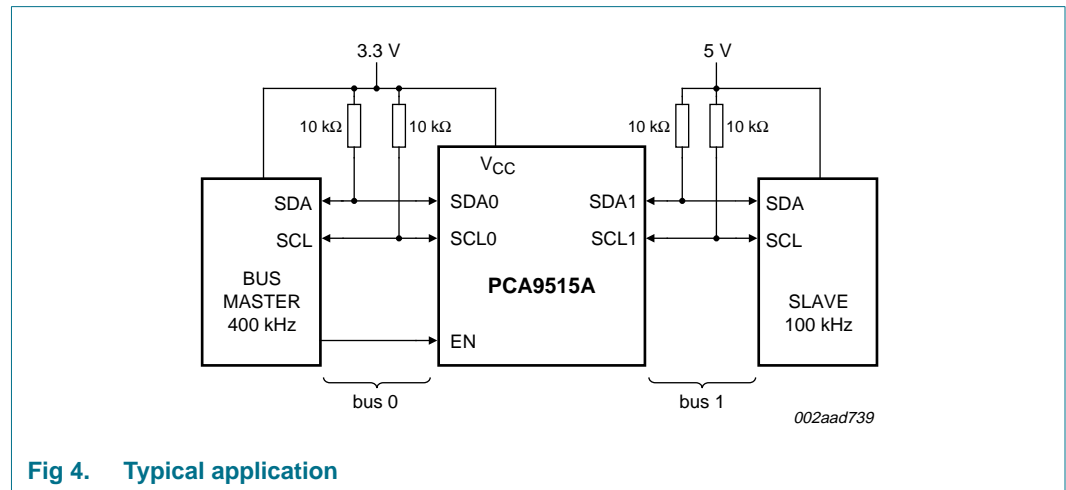 3.3 V
5 V
10 kΩ
10 kΩ
10 kΩ
10 kΩ
VCC
SDA
SDA0
SDA1
SDA
SCL
SCL0
SCL1
SCL
PCA9515A
BUS
MASTER
400 kHz
SLAVE
100 kHz
EN
bus 0
bus 1
002aad739
Fig 4. Typical application